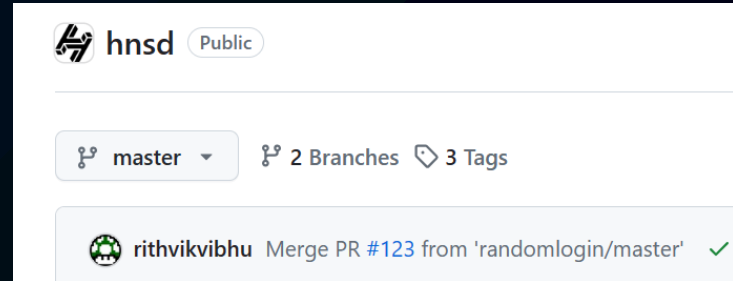 hnsd Public
master 2 Branches 3 Tags
rithvikvibhu Merge PR #123 from 'randomlogin/master'